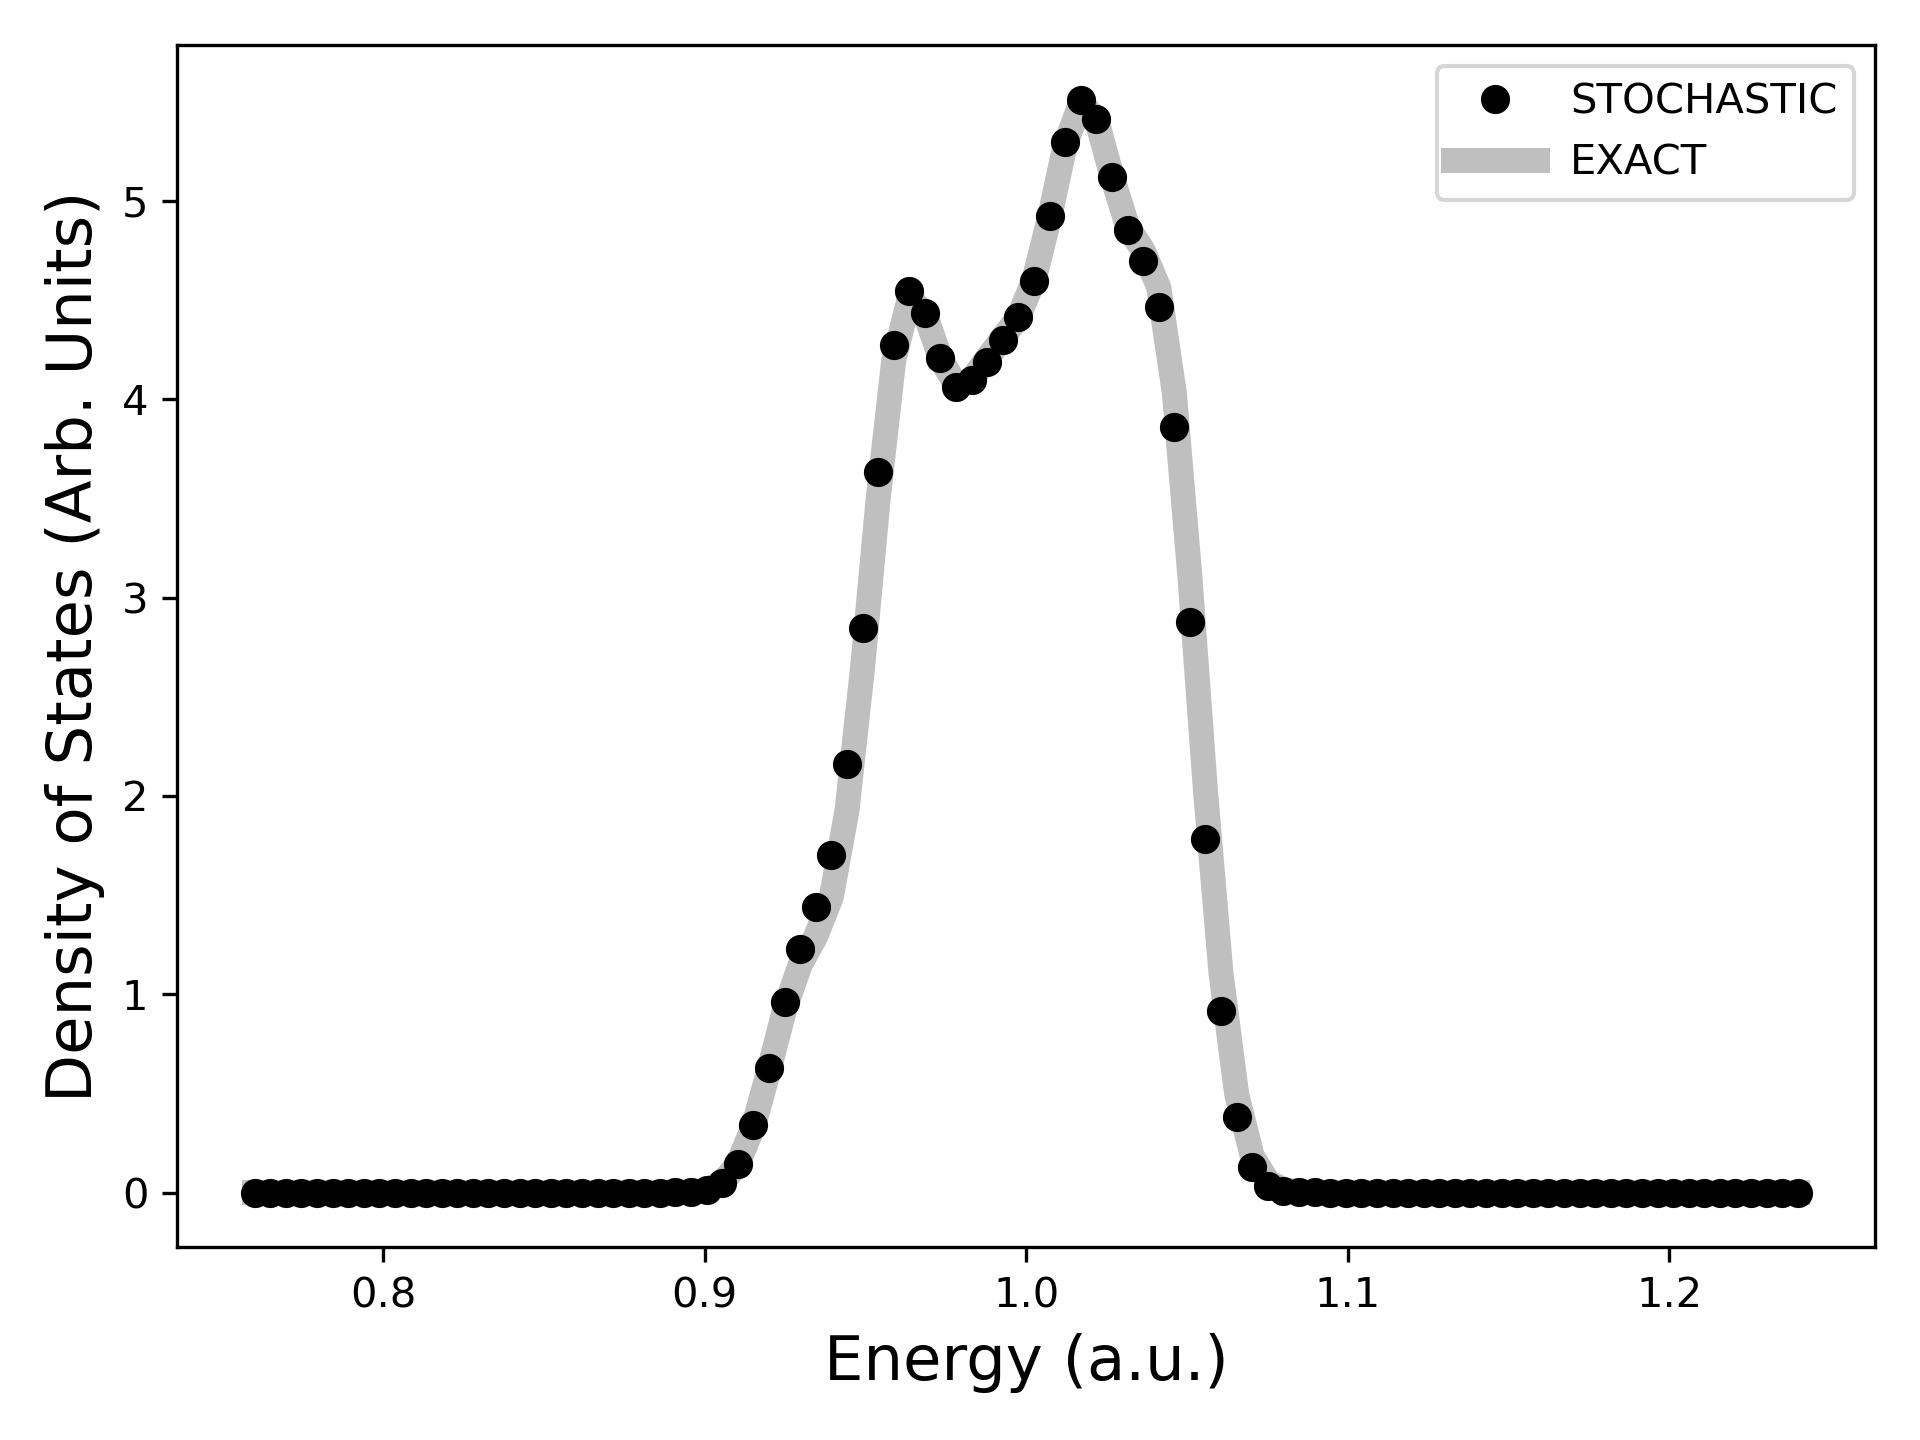 STOCHASTIC
EXACT
Density of States (Arb. Units)
5
4
3
2
1
0
0.8 0.9 1.0 1.1 1.2
Energy (a.u.)